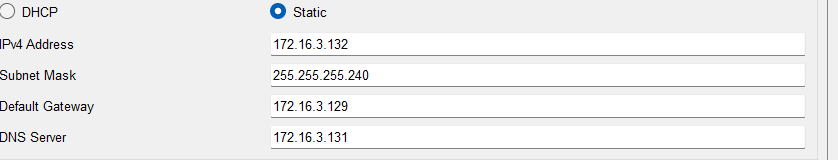 DHCP Static
IPv4 Address 172.16.3.132
Subnet Mask 255.255.255.240
Default Gateway 172.16.3.129
DNS Server 172.16.3.131